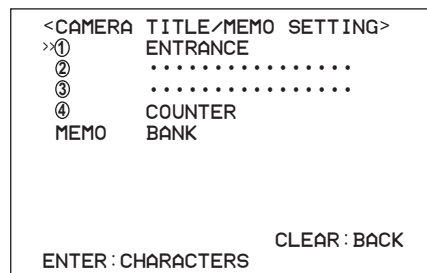 <CAMERA TITLE/MEMO SETTING>
»① ENTRANCE
② ················
③ ················
④ COUNTER
MEMO BANK
CLEAR:BACK
ENTER:CHARACTERS